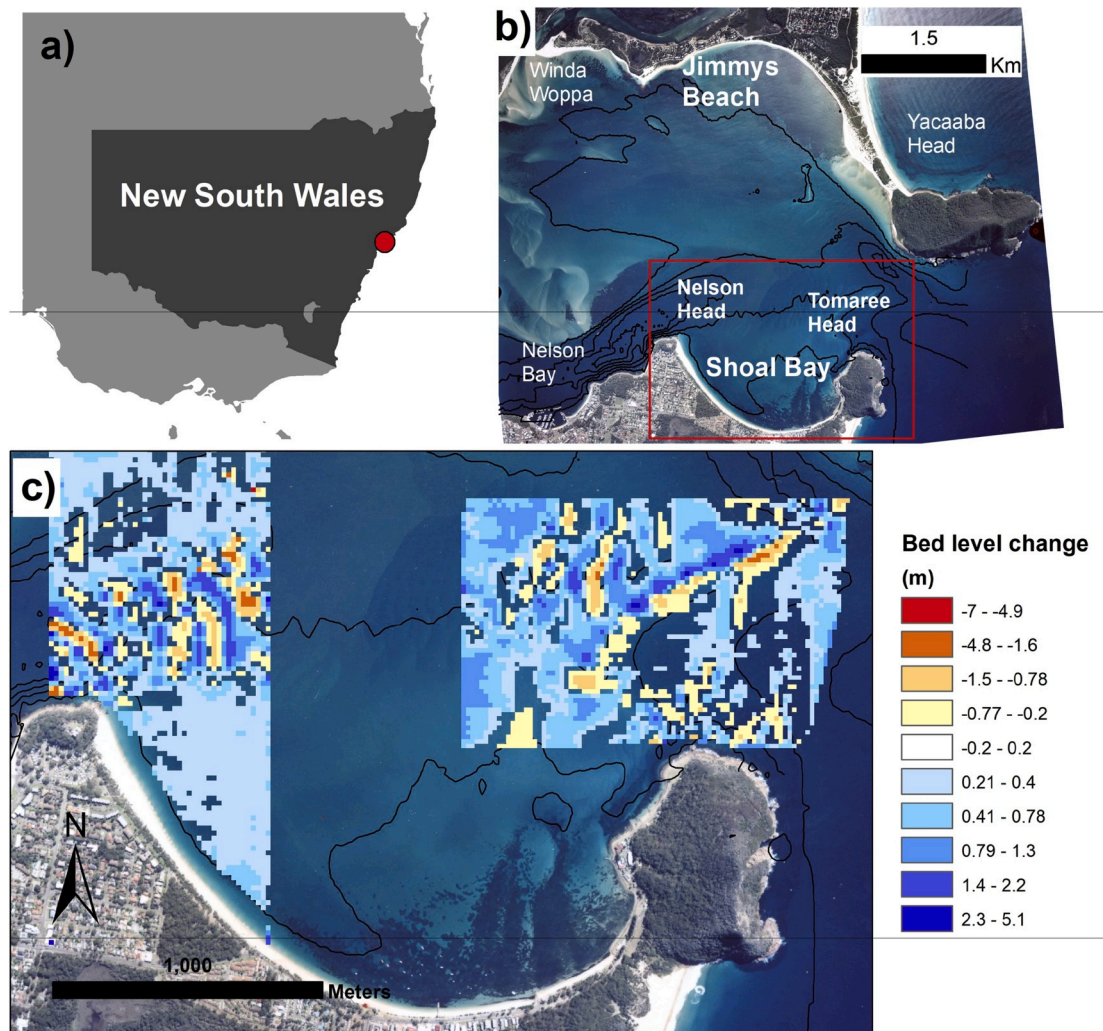 a)
New South Wales
b)
1.5
Km
Winda
Woppa
Jimmys
Beach
Yacaaba
Head
Nelson
Head
Tomaree
Head
Nelson
Bay
Shoal Bay
c)
N
1,000
Meters
Bed level change
(m)
-7 - -4.9
-4.8 - -1.6
-1.5 - -0.78
-0.77 - -0.2
-0.2 - 0.2
0.21 - 0.4
0.41 - 0.78
0.79 - 1.3
1.4 - 2.2
2.3 - 5.1